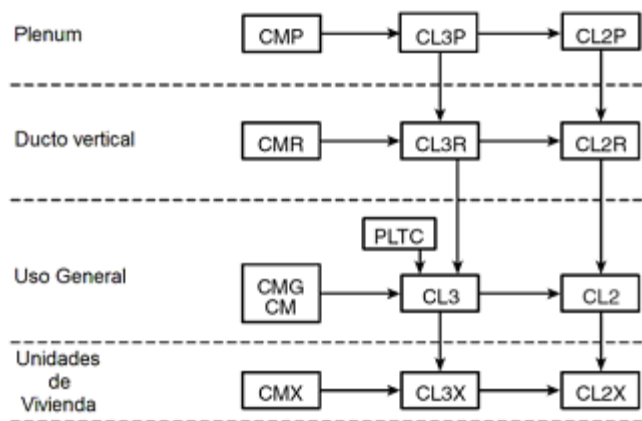 Plenum
CMP
CL3P
CL2P
Ducto vertical
CMR
CL3R
CL2R
PLTC
Uso General
CMG
CM
CL3
CL2
Unidades
de
Vivienda
CMX
CL3X
CL2X